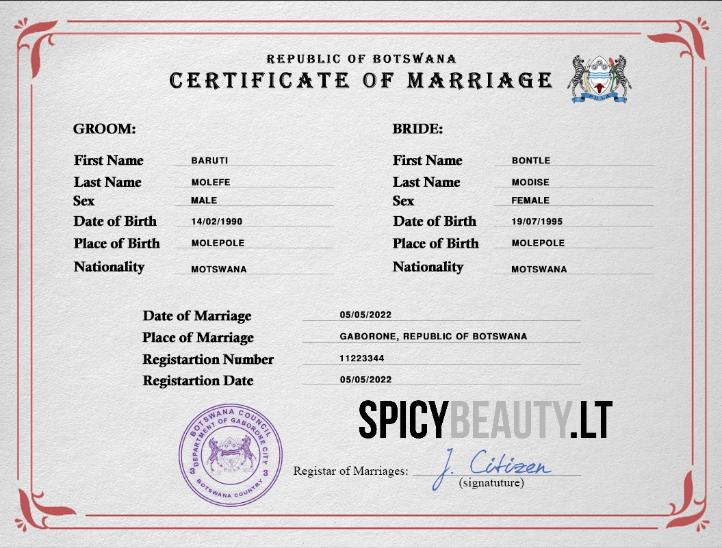 REPUBLIC OF BOTSWANA
CERTIFICATE OF MARRIAGE
GROOM:
First Name BARUTI
Last Name MOLEFE
Sex MALE
Date of Birth 14/02/1990
Place of Birth MOLEPOLE
Nationality MOTSWANA
BRIDE:
First Name BONTLE
Last Name MODISE
Sex FEMALE
Date of Birth 19/07/1995
Place of Birth MOLEPOLE
Nationality MOTSWANA
Date of Marriage 05/05/2022
Place of Marriage GABORONE, REPUBLIC OF BOTSWANA
Registartion Number 11223344
Registartion Date 05/05/2022
SPICYBEAUTY.LT
BOTSWANA COUNCIL
DEPARTMENT OF GABORONE CITY
3 3
BOTSWANA COUNTRY
Registar of Marriages: J. Citizen
(signatuture)